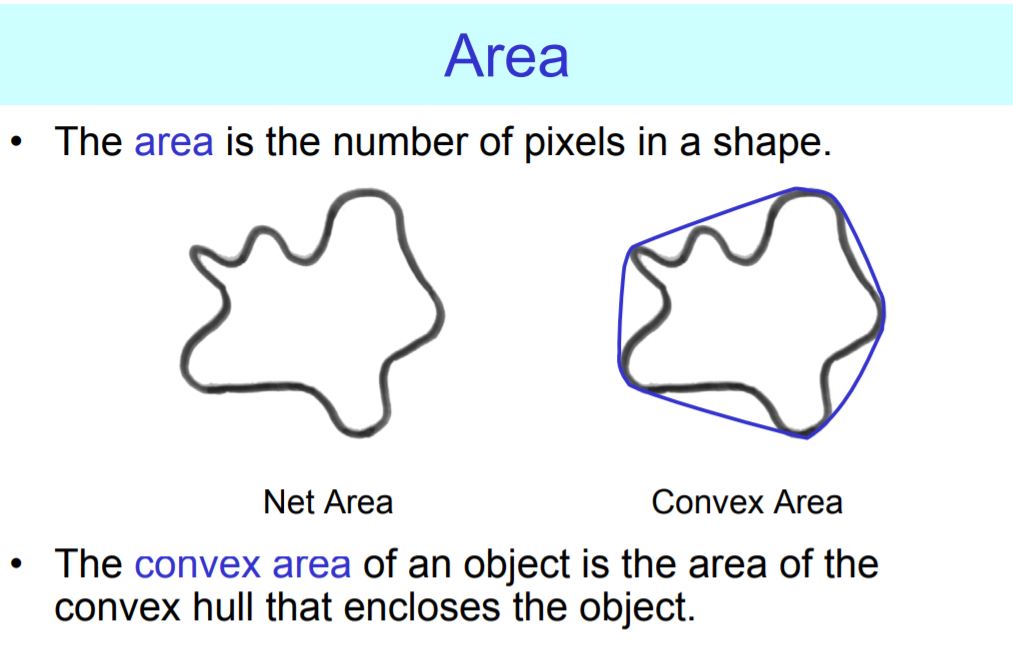 Area
• The area is the number of pixels in a shape.
Net Area
Convex Area
• The convex area of an object is the area of the
convex hull that encloses the object.